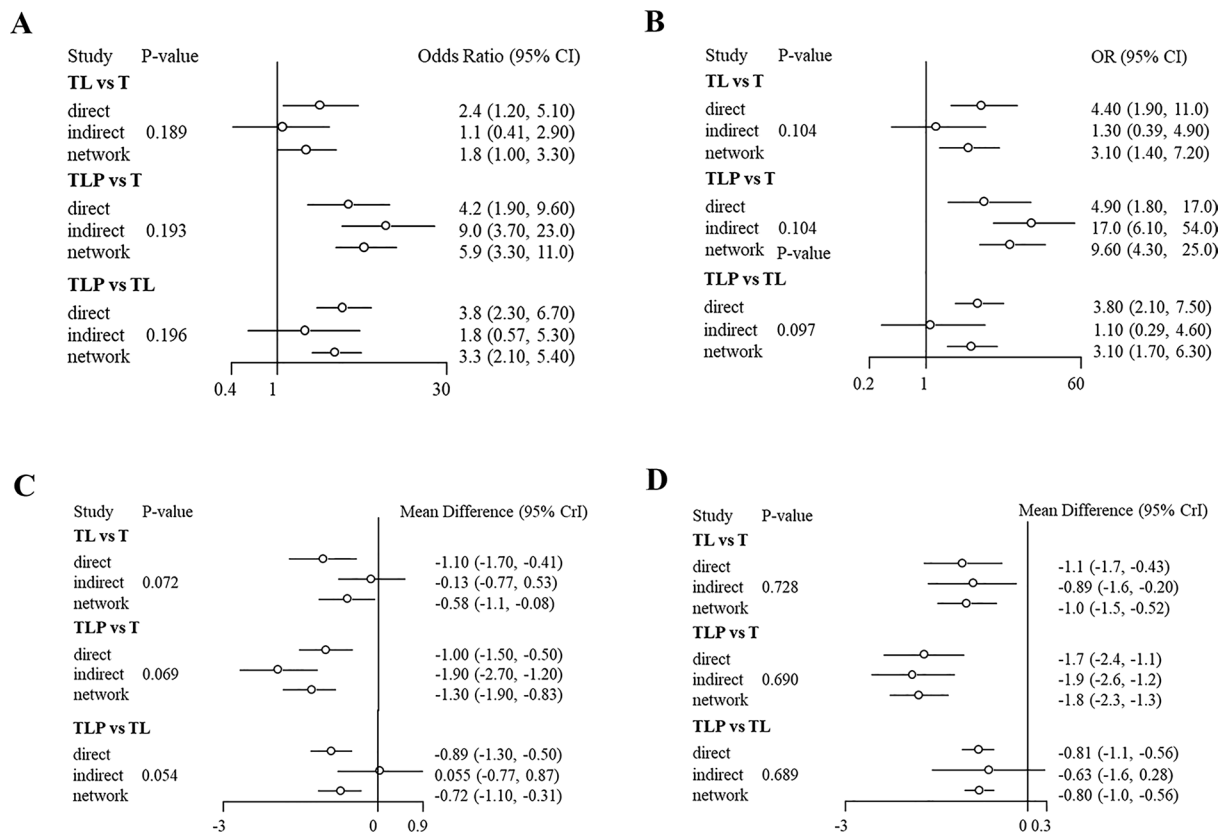 A
Study P-value Odds Ratio (95% CI)
TL vs T
direct 2.4 (1.20, 5.10)
indirect 0.189 1.1 (0.41, 2.90)
network 1.8 (1.00, 3.30)
TLP vs T
direct 4.2 (1.90, 9.60)
indirect 0.193 9.0 (3.70, 23.0)
network 5.9 (3.30, 11.0)
TLP vs TL
direct 3.8 (2.30, 6.70)
indirect 0.196 1.8 (0.57, 5.30)
network 3.3 (2.10, 5.40)
0.4 1 30
B
Study P-value OR (95% CI)
TL vs T
direct 4.40 (1.90, 11.0)
indirect 0.104 1.30 (0.39, 4.90)
network 3.10 (1.40, 7.20)
TLP vs T
direct 4.90 (1.80, 17.0)
indirect 0.104 17.0 (6.10, 54.0)
network P-value 9.60 (4.30, 25.0)
TLP vs TL
direct 3.80 (2.10, 7.50)
indirect 0.097 1.10 (0.29, 4.60)
network 3.10 (1.70, 6.30)
0.2 1 60
C
Study P-value Mean Difference (95% CrI)
TL vs T
direct -1.10 (-1.70, -0.41)
indirect 0.072 -0.13 (-0.77, 0.53)
network -0.58 (-1.1, -0.08)
TLP vs T
direct -1.00 (-1.50, -0.50)
indirect 0.069 -1.90 (-2.70, -1.20)
network -1.30 (-1.90, -0.83)
TLP vs TL
direct -0.89 (-1.30, -0.50)
indirect 0.054 0.055 (-0.77, 0.87)
network -0.72 (-1.10, -0.31)
-3 0 0.9
D
Study P-value Mean Difference (95% CrI)
TL vs T
direct -1.1 (-1.7, -0.43)
indirect 0.728 -0.89 (-1.6, -0.20)
network -1.0 (-1.5, -0.52)
TLP vs T
direct -1.7 (-2.4, -1.1)
indirect 0.690 -1.9 (-2.6, -1.2)
network -1.8 (-2.3, -1.3)
TLP vs TL
direct -0.81 (-1.1, -0.56)
indirect 0.689 -0.63 (-1.6, 0.28)
network -0.80 (-1.0, -0.56)
-3 0 0.3